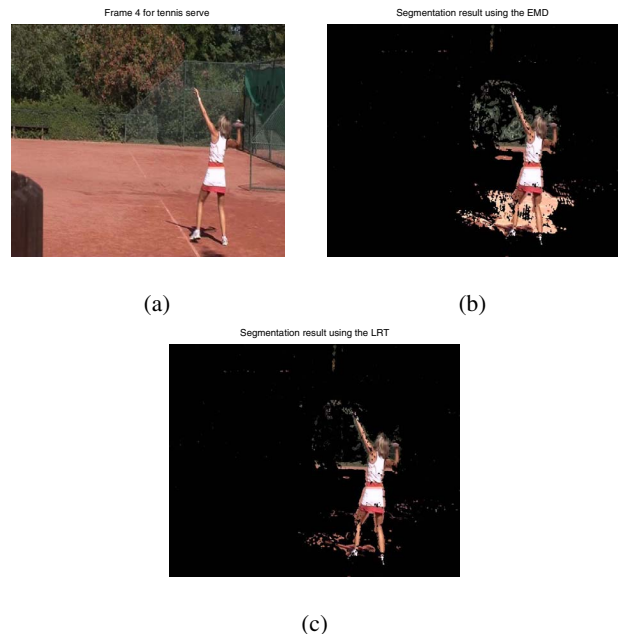 Frame 4 for tennis serve
Segmentation result using the EMD
(a)
(b)
Segmentation result using the LRT
(c)